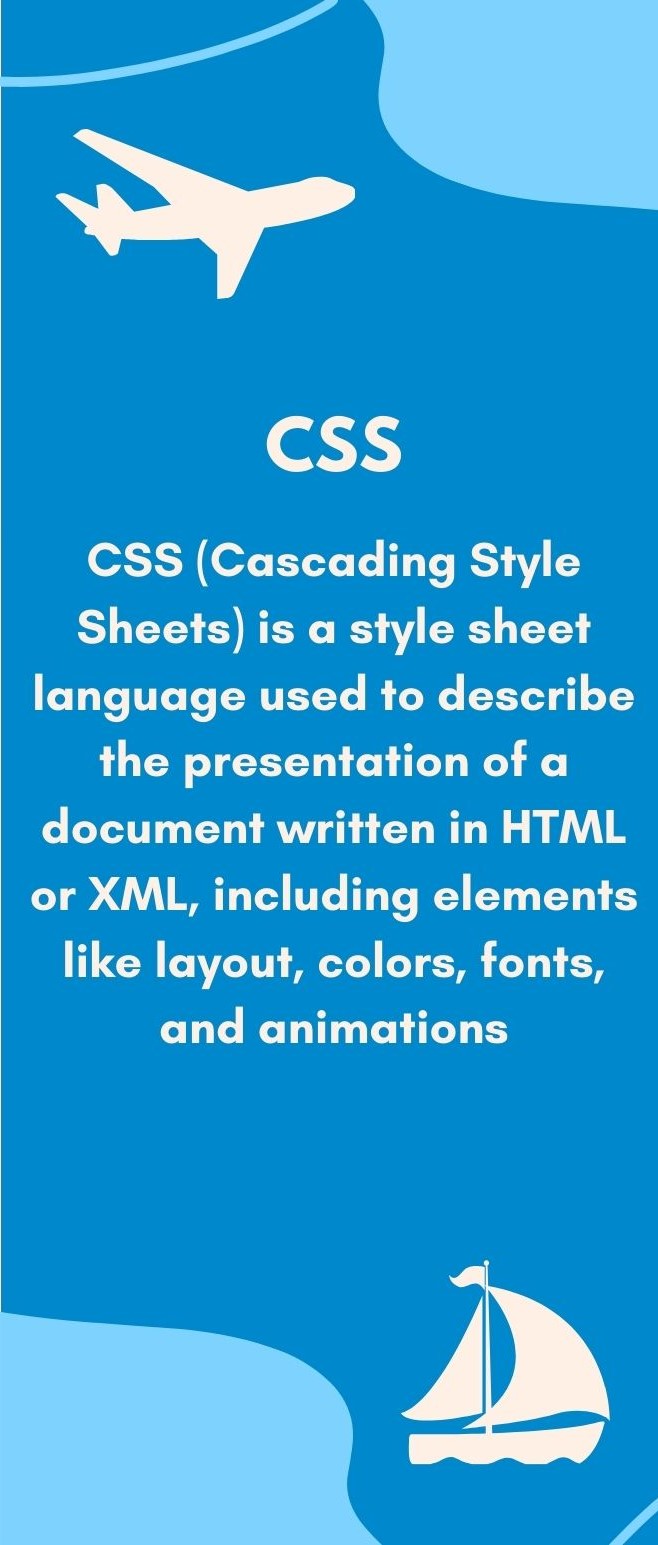 CSS
CSS (Cascading Style
Sheets) is a style sheet
language used to describe
the presentation of a
document written in HTML
or XML, including elements
like layout, colors, fonts,
and animations